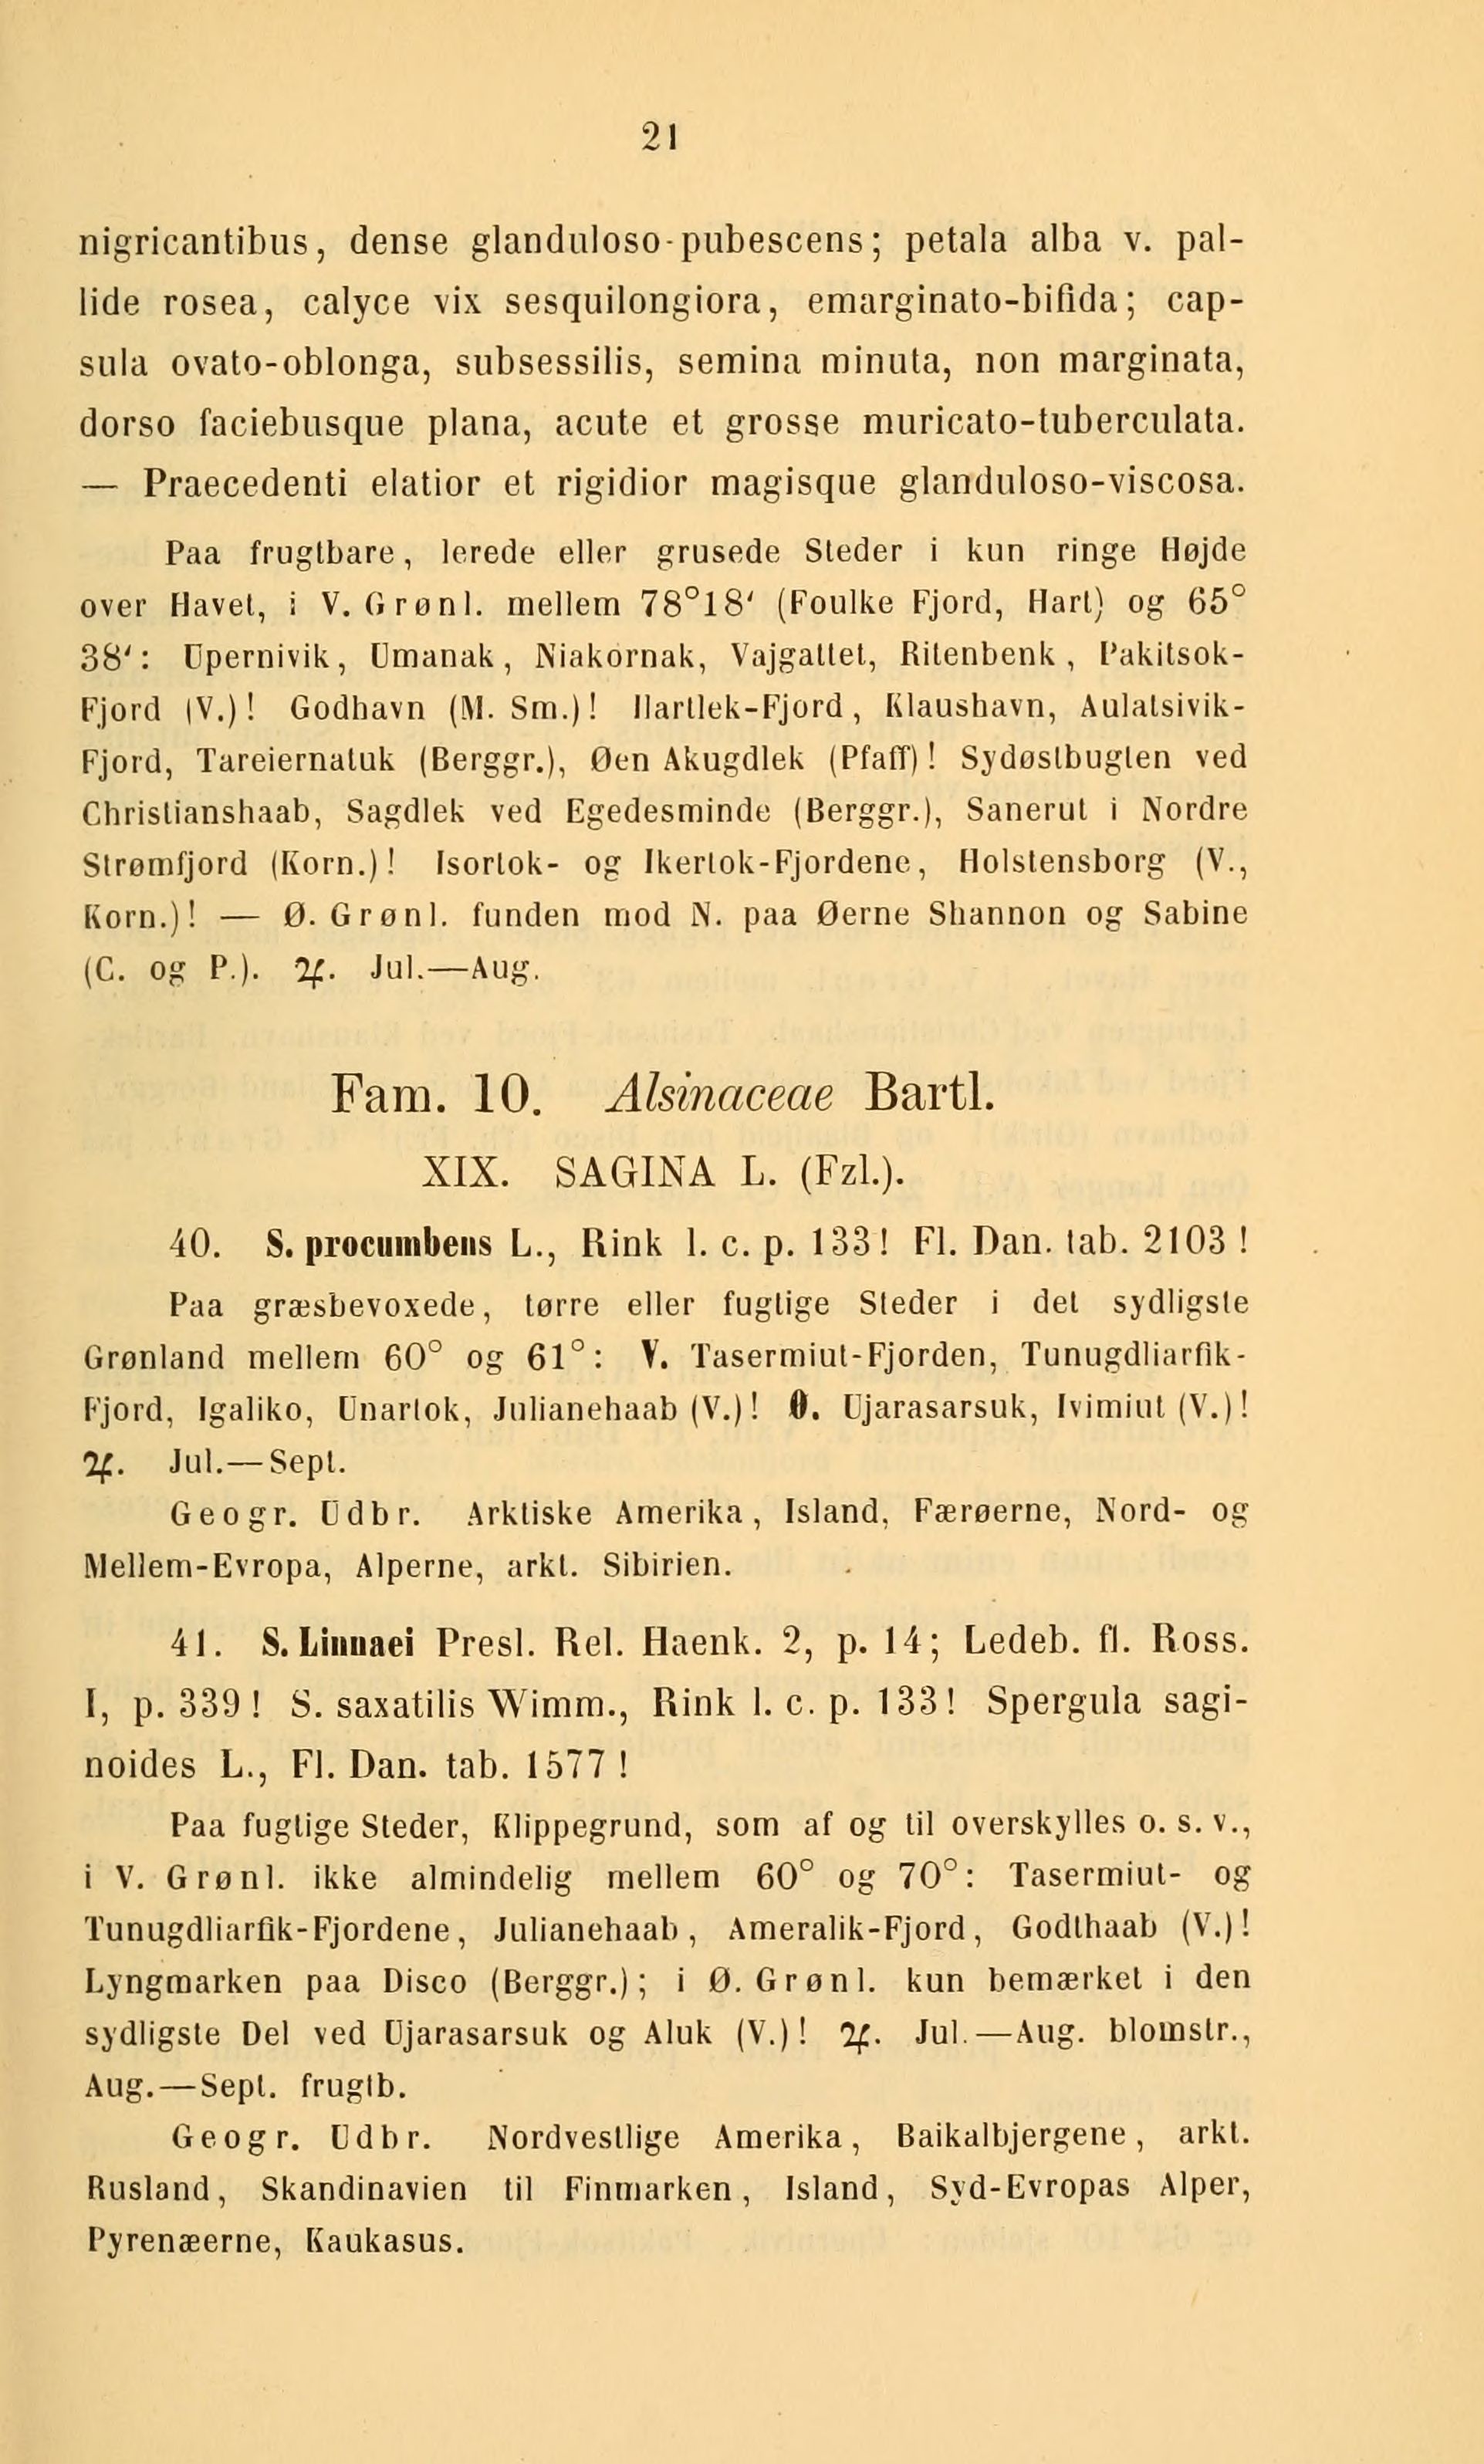 21
nigricantibus, dense glanduloso-pubescens; petala alba v. pal-
lide rosea, calyce vix sesquilongiora, emarginato-bifida; cap-
sula ovato-oblonga, subsessilis, semina minuta, non marginata,
dorso faciebusque plana, acute et grosse muricato-tuberculata.
— Praecedenti elatior et rigidior magisque glanduloso-viscosa.
Paa frugtbare, lerede eller grusede Steder i kun ringe Højde
over Havet, i V. Grønl. mellem 78°18′ (Foulke Fjord, Hart) og 65°
38′: Upernivik, Umanak, Niakornak, Vajgattet, Ritenbenk, Pakitsok-
Fjord (V.)! Godhavn (M. Sm.)! Ilartlek-Fjord, Klaushavn, Aulatsivik-
Fjord, Tareiernatuk (Berggr.), Øen Akugdlek (Pfaff)! Sydøstbugten ved
Christianshaab, Sagdlek ved Egedesminde (Berggr.), Sanerut i Nordre
Strømfjord (Korn.)! Isortok- og Ikertok-Fjordene, Holstensborg (V.,
Korn.)! — Ø. Grønl. funden mod N. paa Øerne Shannon og Sabine
(C. og P.). ♃. Jul.—Aug.
Fam. 10. Alsinaceae Bartl.
XIX. SAGINA L. (Fzl.).
40. S. procumbens L., Rink l. c. p. 133! Fl. Dan. tab. 2103!
Paa græsbevoxede, tørre eller fugtige Steder i det sydligste
Grønland mellem 60° og 61°: V. Tasermiut-Fjorden, Tunugdliarfik-
Fjord, Igaliko, Unartok, Julianehaab (V.)! Ø. Ujarasarsuk, Ivimiut (V.)!
♃. Jul.—Sept.
Geogr. Udbr. Arktiske Amerika, Island, Færøerne, Nord- og
Mellem-Evropa, Alperne, arkt. Sibirien.
41. S. Linnaei Presl. Rel. Haenk. 2, p. 14; Ledeb. fl. Ross.
I, p. 339! S. saxatilis Wimm., Rink l. c. p. 133! Spergula sagi-
noides L., Fl. Dan. tab. 1577!
Paa fugtige Steder, Klippegrund, som af og til overskylles o. s. v.,
i V. Grønl. ikke almindelig mellem 60° og 70°: Tasermiut- og
Tunugdliarfik-Fjordene, Julianehaab, Ameralik-Fjord, Godthaab (V.)!
Lyngmarken paa Disco (Berggr.); i Ø. Grønl. kun bemærket i den
sydligste Del ved Ujarasarsuk og Aluk (V.)! ♃. Jul.—Aug. blomstr.,
Aug.—Sept. frugtb.
Geogr. Udbr. Nordvestlige Amerika, Baikalbjergene, arkt.
Rusland, Skandinavien til Finmarken, Island, Syd-Evropas Alper,
Pyrenæerne, Kaukasus.